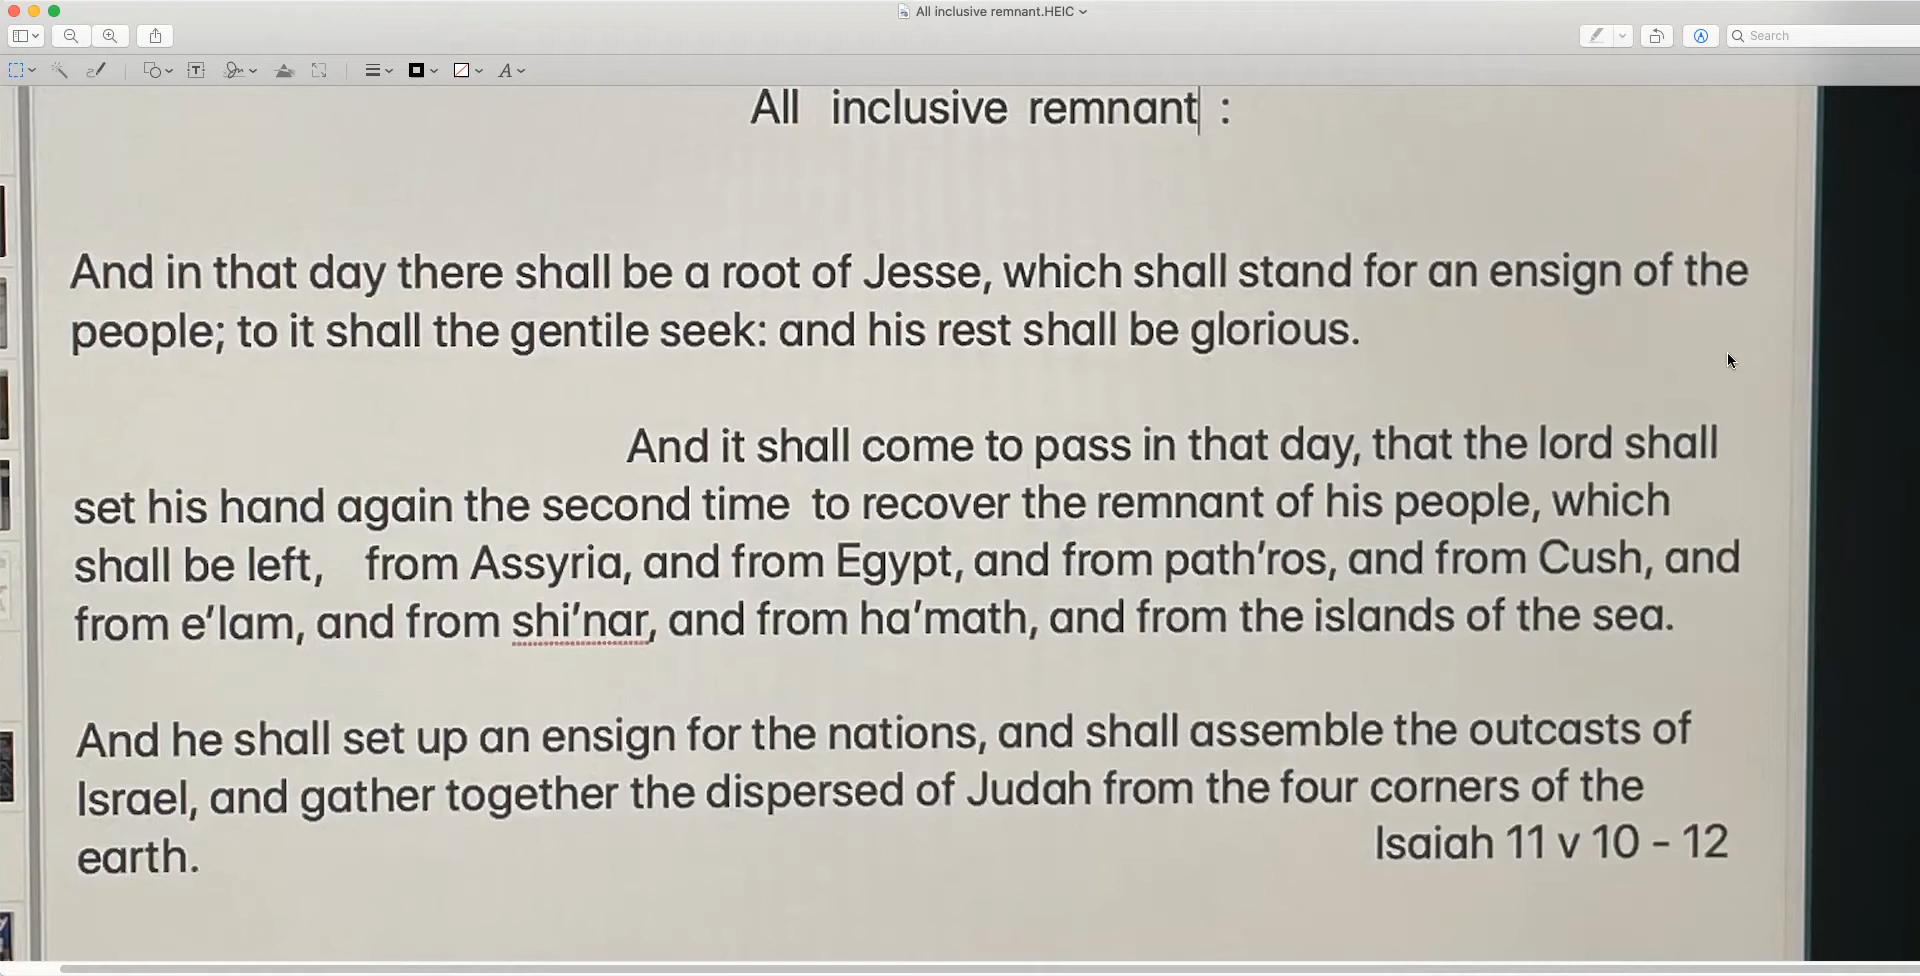 All inclusive remnant.HEIC
Search
All inclusive remnant :
And in that day there shall be a root of Jesse, which shall stand for an ensign of the
people; to it shall the gentile seek: and his rest shall be glorious.
And it shall come to pass in that day, that the lord shall
set his hand again the second time to recover the remnant of his people, which
shall be left, from Assyria, and from Egypt, and from path'ros, and from Cush, and
from e'lam, and from shi'nar, and from ha'math, and from the islands of the sea.
And he shall set up an ensign for the nations, and shall assemble the outcasts of
Israel, and gather together the dispersed of Judah from the four corners of the
earth.
Isaiah 11 v 10 - 12